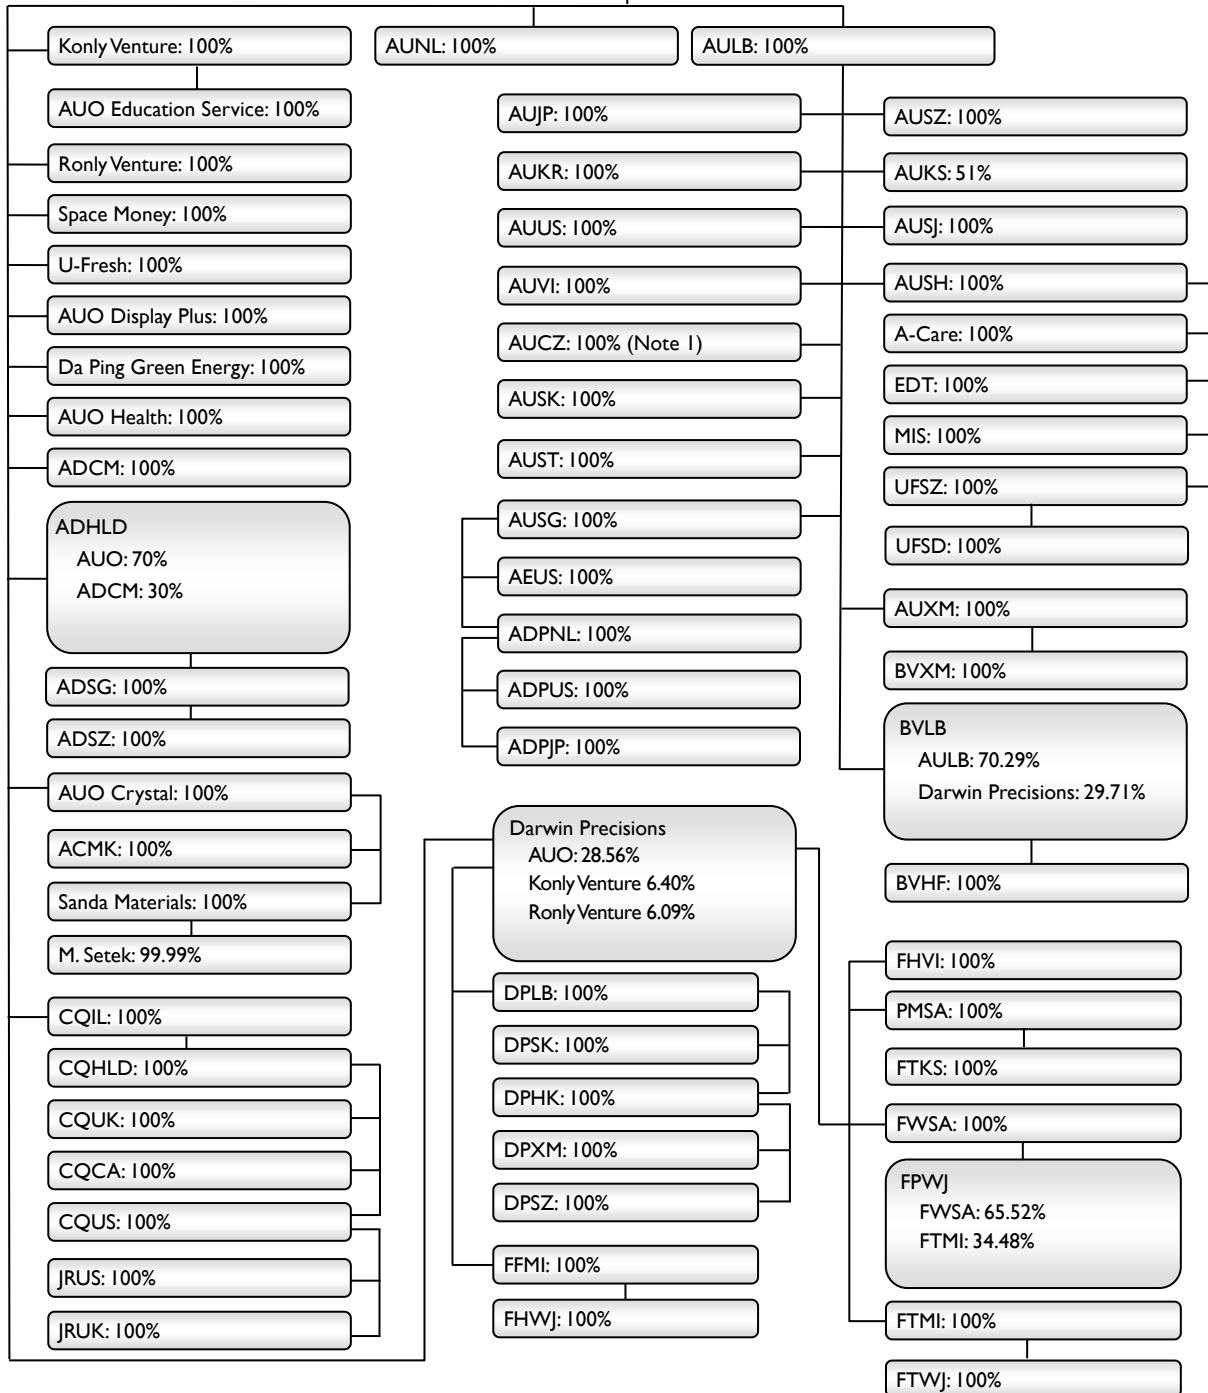 Konly Venture: 100%
AUO Education Service: 100%
Ronly Venture: 100%
Space Money: 100%
U-Fresh: 100%
AUO Display Plus: 100%
Da Ping Green Energy: 100%
AUO Health: 100%
ADCM: 100%
ADHLD
AUO: 70%
ADCM: 30%
ADSG: 100%
ADSZ: 100%
AUO Crystal: 100%
ACMK: 100%
Sanda Materials: 100%
M. Setek: 99.99%
CQIL: 100%
CQHLD: 100%
CQUK: 100%
CQCA: 100%
CQUS: 100%
JRUS: 100%
JRUK: 100%
AUNL: 100%
AULB: 100%
AUJP: 100%
AUKR: 100%
AUUS: 100%
AUVI: 100%
AUCZ: 100% (Note 1)
AUSK: 100%
AUST: 100%
AUSG: 100%
AEUS: 100%
ADPNL: 100%
ADPUS: 100%
ADPJP: 100%
Darwin Precisions
AUO: 28.56%
Konly Venture 6.40%
Ronly Venture 6.09%
DPLB: 100%
DPSK: 100%
DPHK: 100%
DPXM: 100%
DPSZ: 100%
FFMI: 100%
FHWJ: 100%
AUSZ: 100%
AUKS: 51%
AUSJ: 100%
AUSH: 100%
A-Care: 100%
EDT: 100%
MIS: 100%
UFSZ: 100%
UFSD: 100%
AUXM: 100%
BVXM: 100%
BVLB
AULB: 70.29%
Darwin Precisions: 29.71%
BVHF: 100%
FHVI: 100%
PMSA: 100%
FTKS: 100%
FWSA: 100%
FPWJ
FWSA: 65.52%
FTMI: 34.48%
FTMI: 100%
FTWJ: 100%